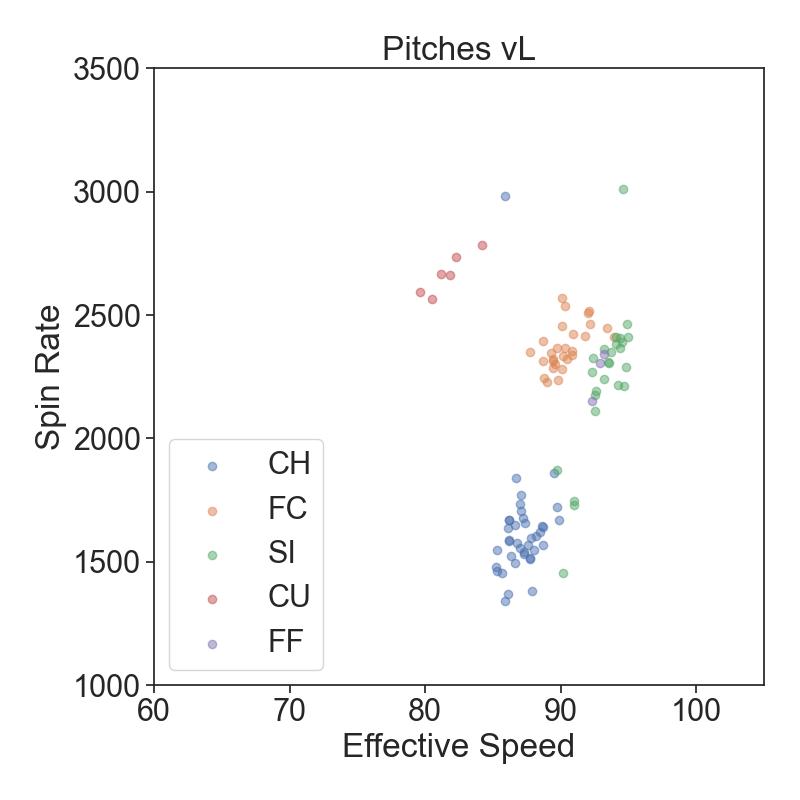 Pitches vL
3500
3000
2500
2000
1500
1000
Spin Rate
CH
FC
SI
CU
FF
60 70 80 90 100
Effective Speed